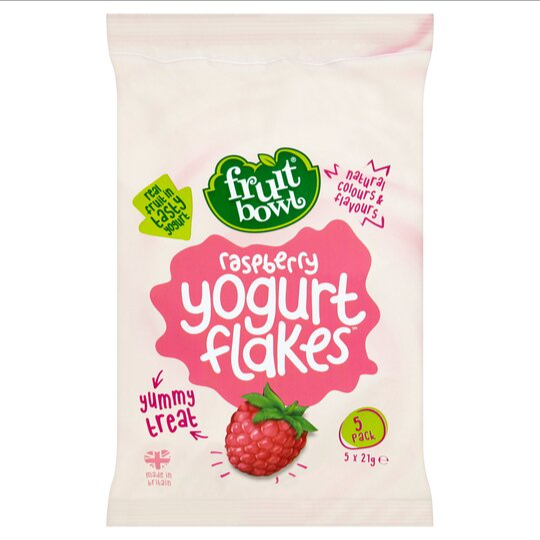 fruit®
bowl
real
fruit in
tasty
yogurt
natural
colours &
flavours
raspberry
yogurt
flakes™
yummy
treat
5
pack
5 x 21g ℮
made in
britain